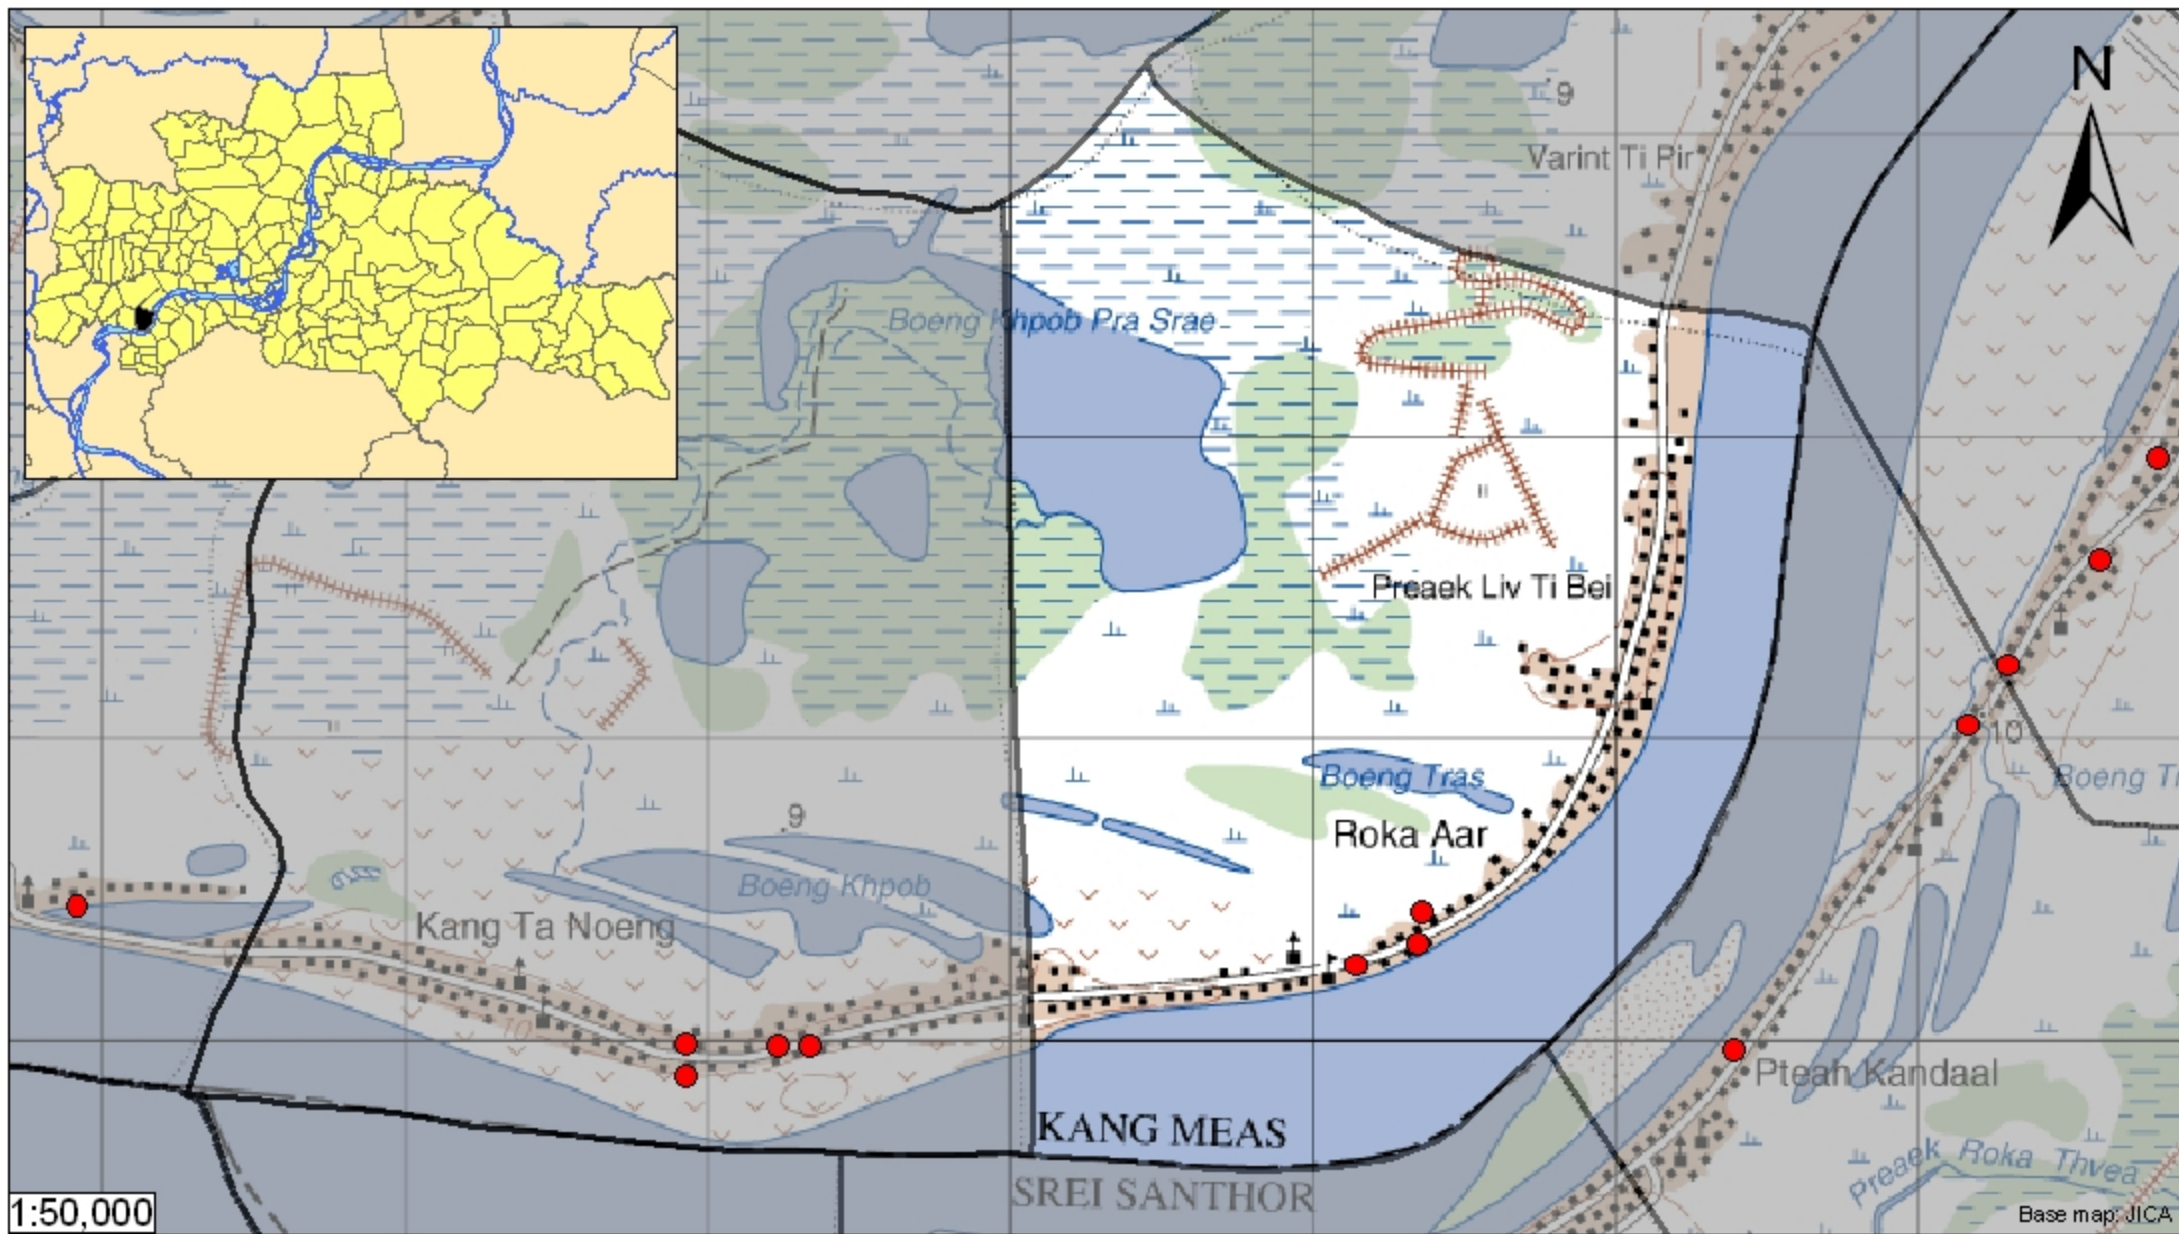 N
.9
Varint Ti Pir
Boeng Khpob Pra Srae
Preaek Liv Ti Bei
10
Boeng Tras
Boeng
.9
Roka Aar
Boeng Khpob
Kang Ta Noeng
10
Pteah Kandaal
KANG MEAS
SREI SANTHOR
Preaek Roka Thvea
1:50,000
Base map: JICA